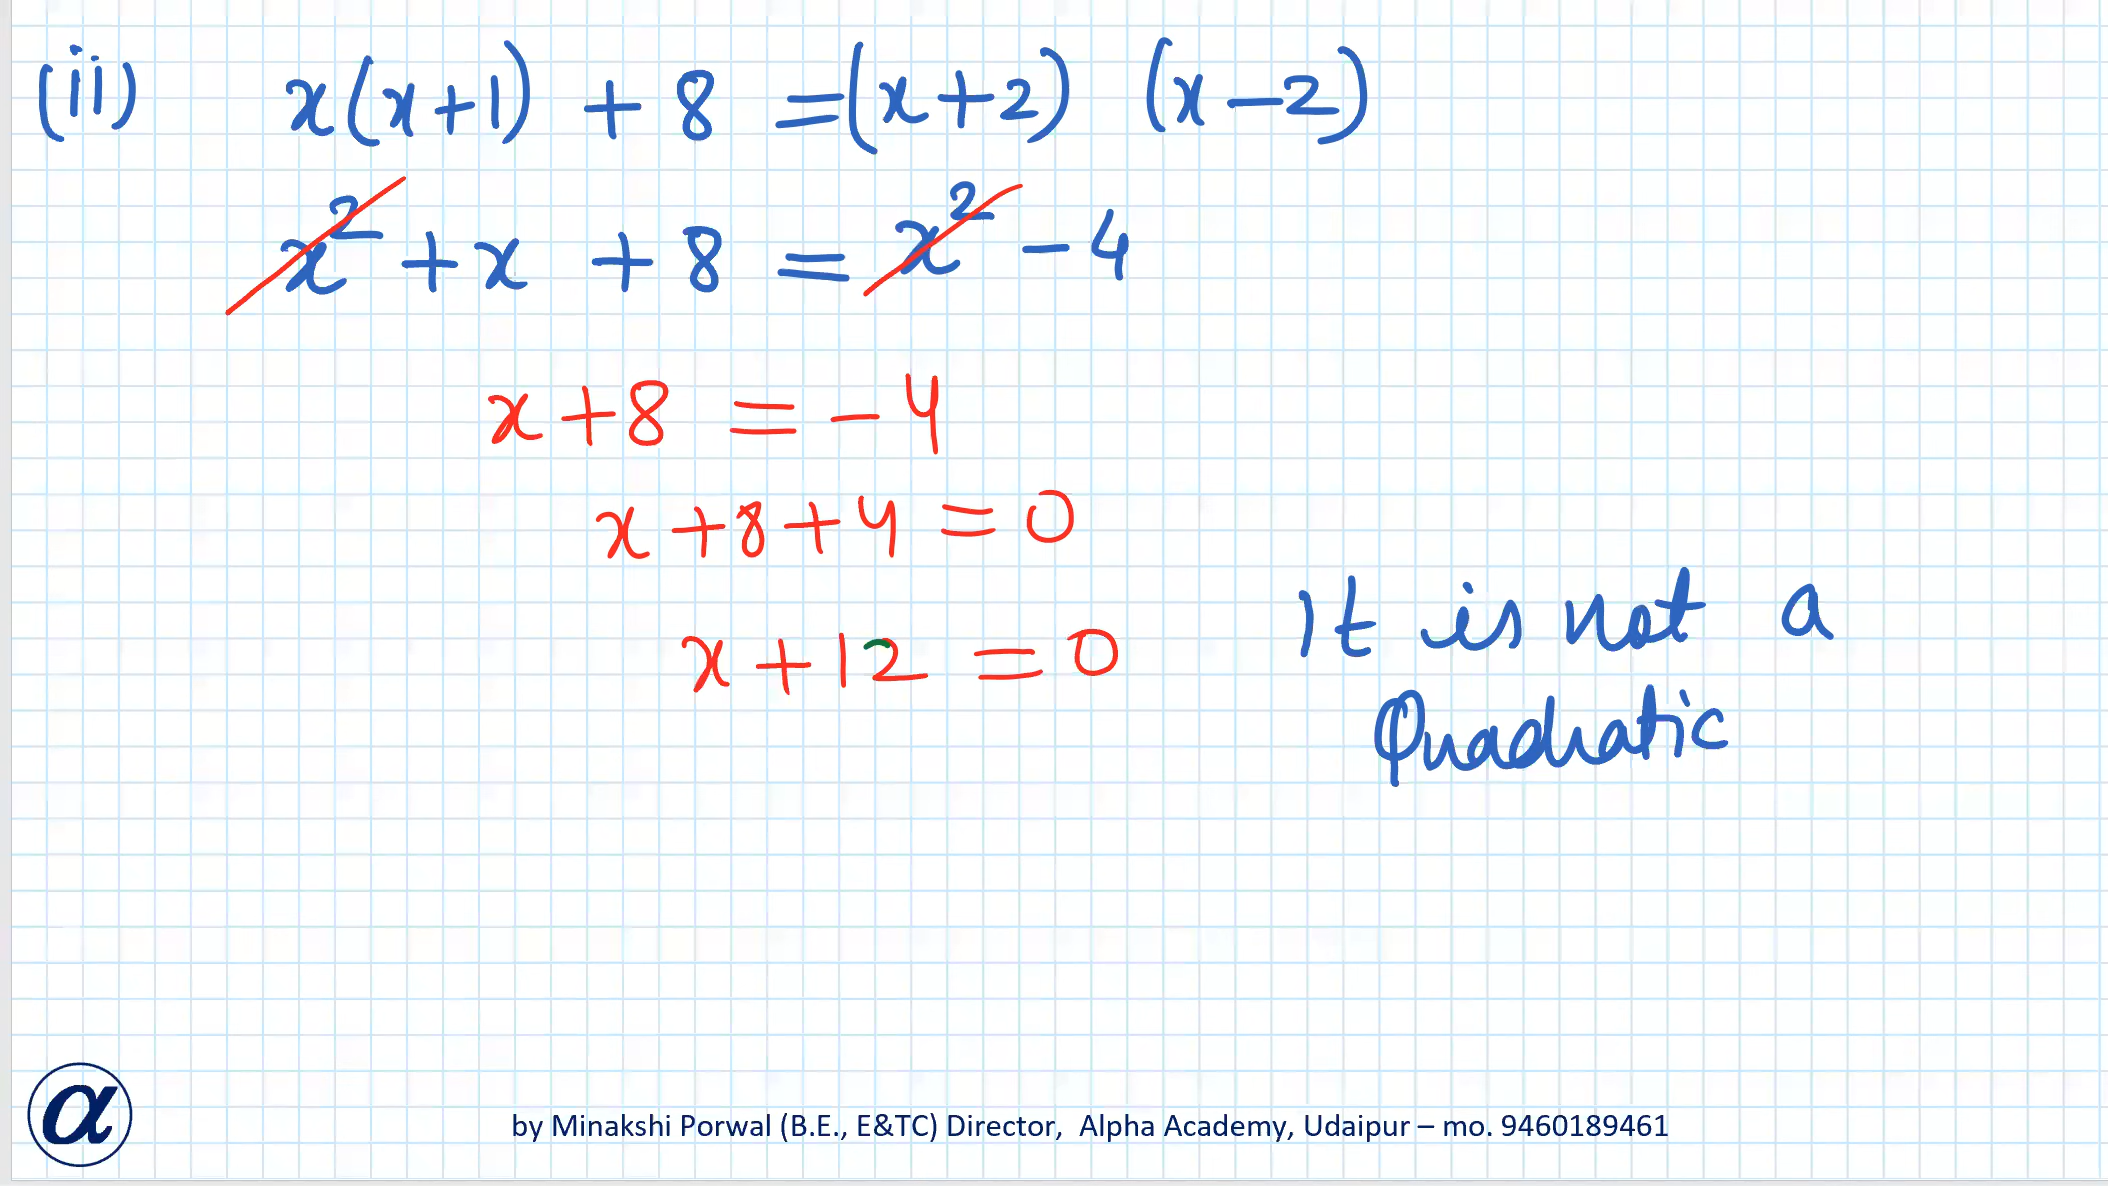 (ii) x(x+1) + 8 = (x+2) (x-2)
x² + x + 8 = x² - 4
x + 8 = -4
x + 8 + 4 = 0
x + 12 = 0
It is not a
Quadratic
α
by Minakshi Porwal (B.E., E&TC) Director, Alpha Academy, Udaipur – mo. 9460189461